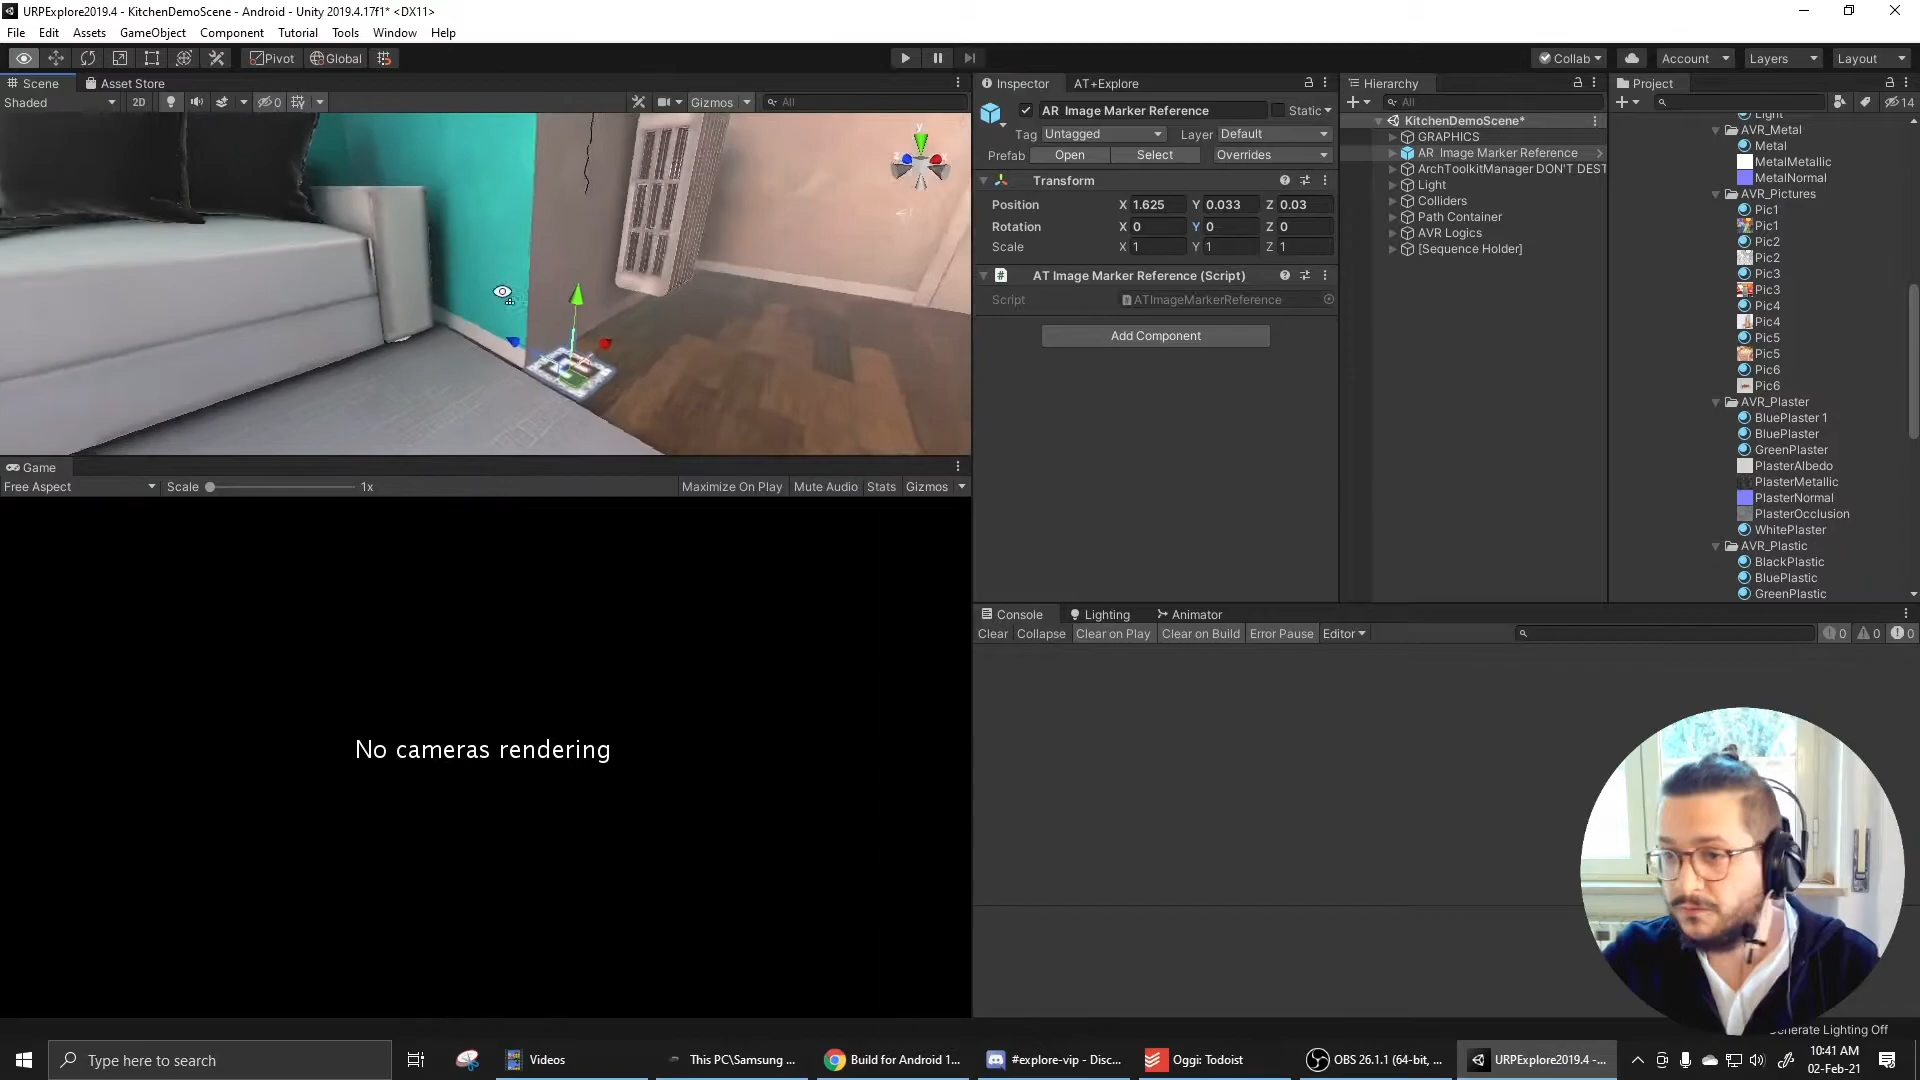 URPExplore2019.4 - KitchenDemoScene - Android - Unity 2019.4.17f1* <DX11>
File Edit Assets GameObject Component Tutorial Tools Window Help
Pivot Global Collab Account Layers Layout
Scene Asset Store
Shaded 2D 0 Gizmos All
Inspector AT+Explore
AR Image Marker Reference Static
Tag Untagged Layer Default
Prefab Open Select Overrides
Transform
Position X 1.625 Y 0.033 Z 0.03
Rotation X 0 Y 0 Z 0
Scale X 1 Y 1 Z 1
AT Image Marker Reference (Script)
Script ATImageMarkerReference
Add Component
Hierarchy
All
KitchenDemoScene*
GRAPHICS
AR Image Marker Reference
ArchToolkitManager DON'T DEST
Light
Colliders
Path Container
AVR Logics
[Sequence Holder]
Project
14
Light
AVR_Metal
Metal
MetalMetallic
MetalNormal
AVR_Pictures
Pic1
Pic1
Pic2
Pic2
Pic3
Pic3
Pic4
Pic4
Pic5
Pic5
Pic6
Pic6
AVR_Plaster
BluePlaster 1
BluePlaster
GreenPlaster
PlasterAlbedo
PlasterMetallic
PlasterNormal
PlasterOcclusion
WhitePlaster
AVR_Plastic
BlackPlastic
BluePlastic
GreenPlastic
y
Game
Free Aspect Scale 1x Maximize On Play Mute Audio Stats Gizmos
No cameras rendering
Console Lighting Animator
Clear Collapse Clear on Play Clear on Build Error Pause Editor 0 0 0
enerate Lighting Off
Type here to search
Videos
This PC\Samsung ...
Build for Android 1...
#explore-vip - Disc...
Oggi: Todoist
OBS 26.1.1 (64-bit, ...
URPExplore2019.4 -...
10:41 AM
02-Feb-21